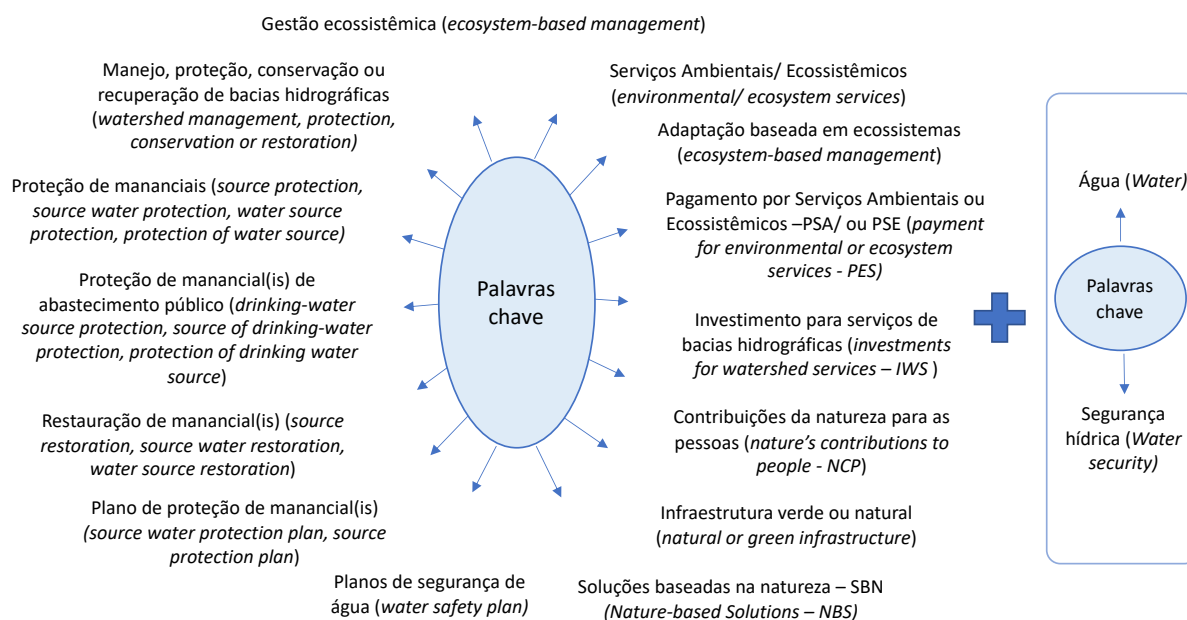 Gestão ecossistêmica (ecosystem-based management)
Manejo, proteção, conservação ou
recuperação de bacias hidrográficas
(watershed management, protection,
conservation or restoration)
Proteção de mananciais (source protection,
source water protection, water source
protection, protection of water source)
Proteção de manancial(is) de
abastecimento público (drinking-water
source protection, source of drinking-water
protection, protection of drinking water
source)
Restauração de manancial(is) (source
restoration, source water restoration,
water source restoration)
Plano de proteção de manancial(is)
(source water protection plan, source
protection plan)
Planos de segurança de
água (water safety plan)
Palavras
chave
Serviços Ambientais/ Ecossistêmicos
(environmental/ ecosystem services)
Adaptação baseada em ecossistemas
(ecosystem-based management)
Pagamento por Serviços Ambientais ou
Ecossistêmicos –PSA/ ou PSE (payment
for environmental or ecosystem
services - PES)
Investimento para serviços de
bacias hidrográficas (investments
for watershed services – IWS )
Contribuições da natureza para as
pessoas (nature's contributions to
people - NCP)
Infraestrutura verde ou natural
(natural or green infrastructure)
Soluções baseadas na natureza – SBN
(Nature-based Solutions – NBS)
Água (Water)
Palavras
chave
Segurança
hídrica (Water
security)